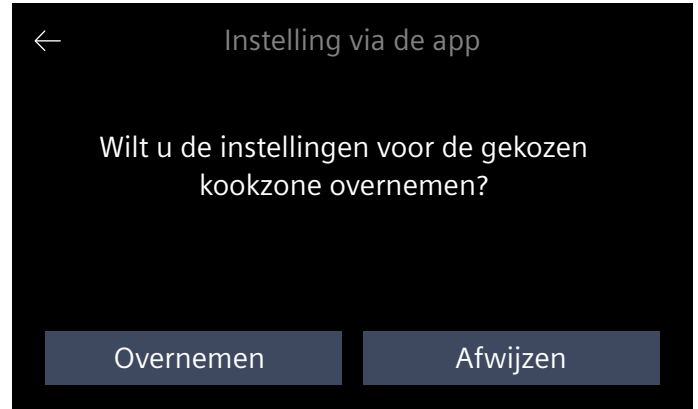 Instelling via de app
Wilt u de instellingen voor de gekozen
kookzone overnemen?
Overnemen
Afwijzen